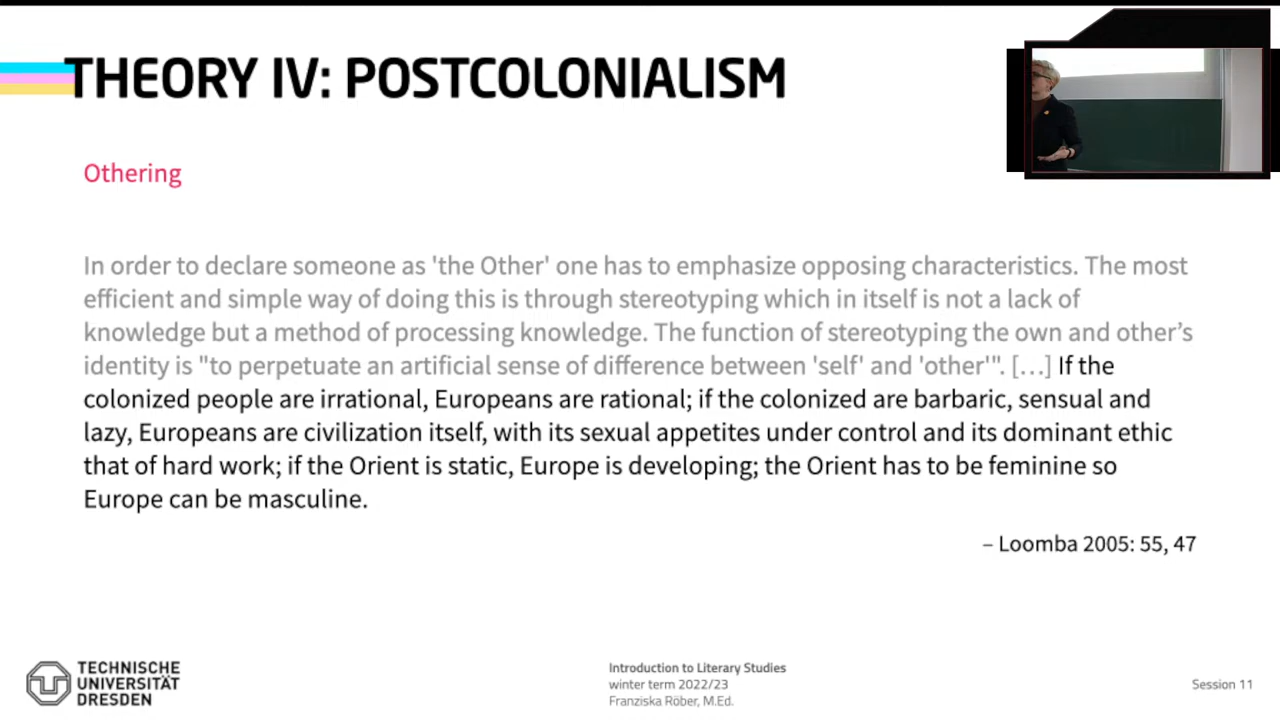 THEORY IV: POSTCOLONIALISM
Othering
In order to declare someone as 'the Other' one has to emphasize opposing characteristics. The most
efficient and simple way of doing this is through stereotyping which in itself is not a lack of
knowledge but a method of processing knowledge. The function of stereotyping the own and other’s
identity is "to perpetuate an artificial sense of difference between 'self' and 'other'". […] If the
colonized people are irrational, Europeans are rational; if the colonized are barbaric, sensual and
lazy, Europeans are civilization itself, with its sexual appetites under control and its dominant ethic
that of hard work; if the Orient is static, Europe is developing; the Orient has to be feminine so
Europe can be masculine.
– Loomba 2005: 55, 47
TECHNISCHE
UNIVERSITÄT
DRESDEN
Introduction to Literary Studies
winter term 2022/23
Franziska Röber, M.Ed.
Session 11